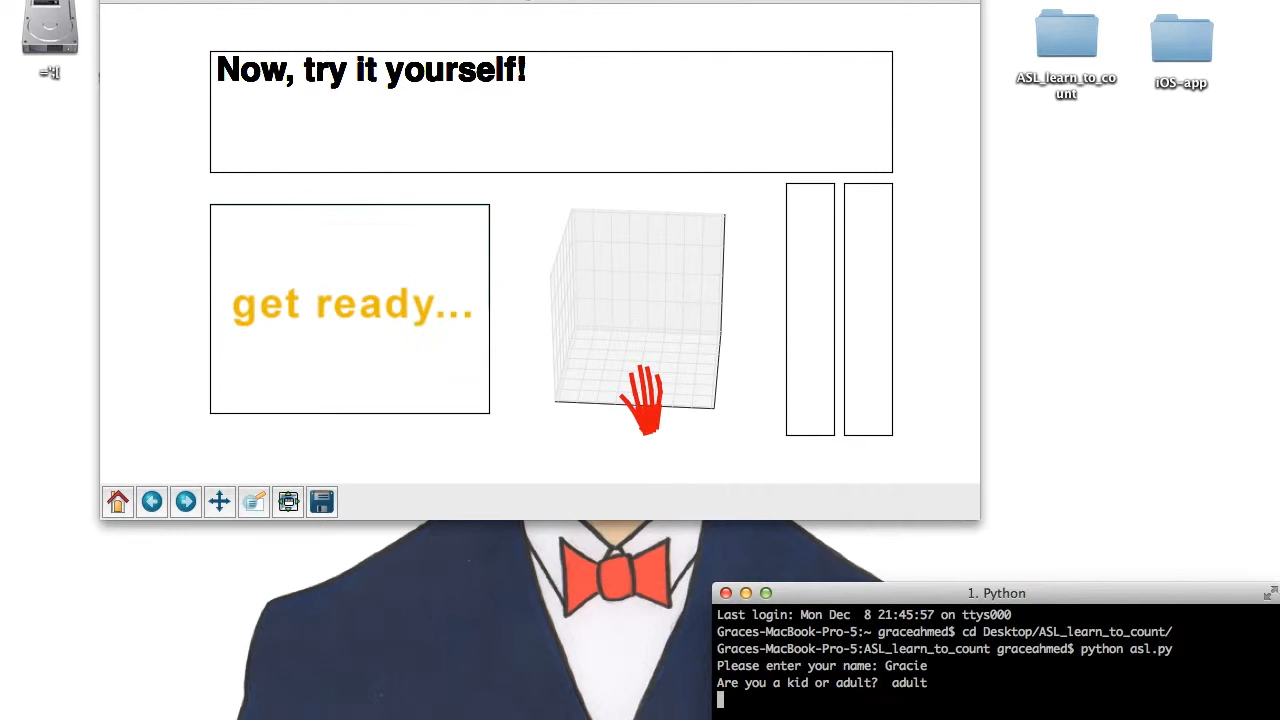 ='[
ASL_learn_to_co
unt
iOS-app
Now, try it yourself!
get ready...
1. Python
Last login: Mon Dec  8 21:45:57 on ttys000
Graces-MacBook-Pro-5:~ graceahmed$ cd Desktop/ASL_learn_to_count/
Graces-MacBook-Pro-5:ASL_learn_to_count graceahmed$ python asl.py
Please enter your name: Gracie
Are you a kid or adult?  adult